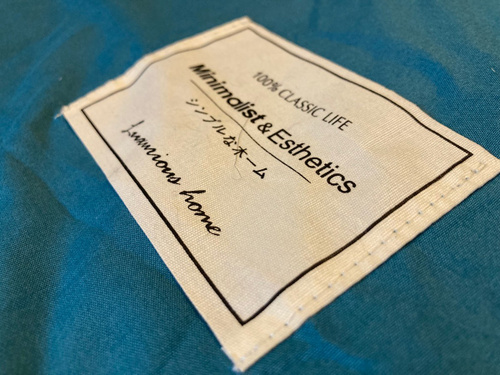 100% CLASSIC LIFE
Minimalist & Esthetics
シンプルなホーム
Luxurious home